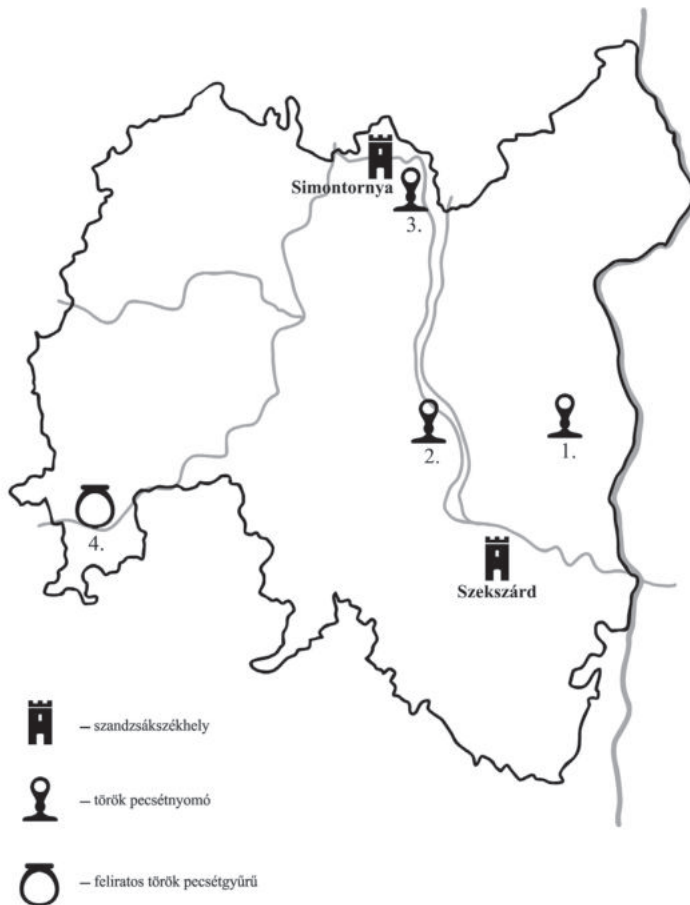 Simontornya
3.
2.
1.
4.
Szekszárd
– szandzsákszékhely
– török pecsétnyomó
– feliratos török pecsétgyűrű